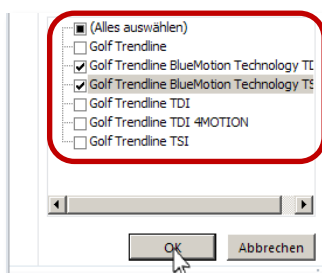 (Alles auswählen)
Golf Trendline
Golf Trendline BlueMotion Technology TD
Golf Trendline BlueMotion Technology TS
Golf Trendline TDI
Golf Trendline TDI 4MOTION
Golf Trendline TSI
OK Abbrechen